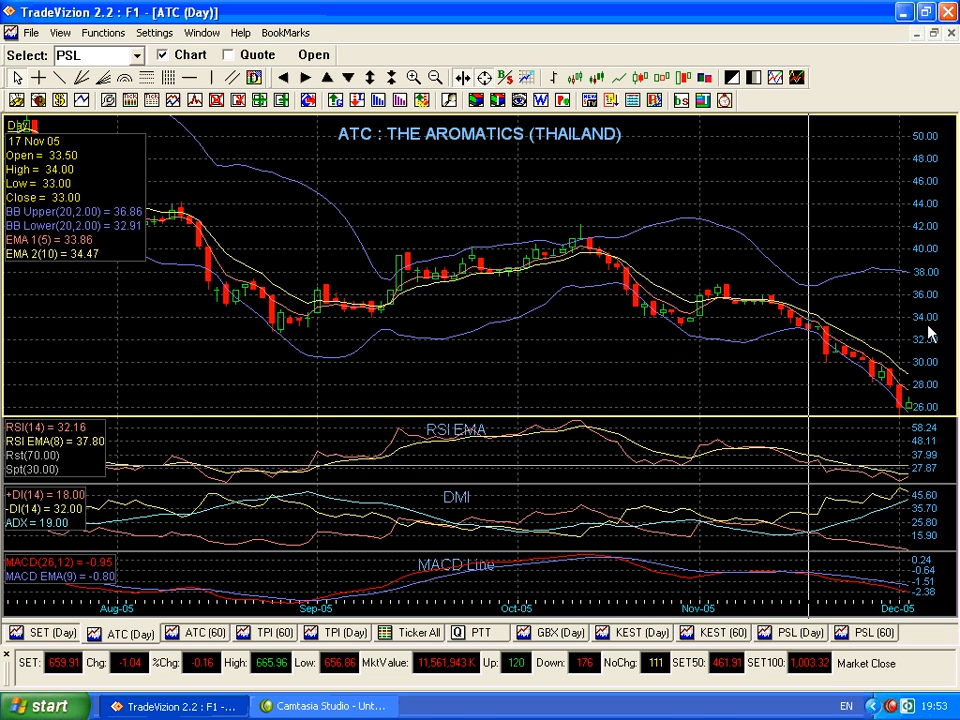 TradeVizion 2.2 : F1 - [ATC (Day)]
File View Functions Settings Window Help BookMarks
Select: PSL Chart Quote Open
Day
ATC : THE AROMATICS (THAILAND)
17 Nov 05
Open = 33.50
High = 34.00
Low = 33.00
Close = 33.00
BB Upper(20,2.00) = 36.86
BB Lower(20,2.00) = 32.91
EMA 1(5) = 33.86
EMA 2(10) = 34.47
50.00
48.00
46.00
44.00
42.00
40.00
38.00
36.00
34.00
32.00
30.00
28.00
26.00
RSI(14) = 32.16
RSI EMA(8) = 37.80
Rst(70.00)
Spt(30.00)
RSI EMA
58.24
48.11
37.99
27.87
+DI(14) = 18.00
-DI(14) = 32.00
ADX = 19.00
DMI
45.60
35.70
25.80
15.90
MACD(26,12) = -0.95
MACD EMA(9) = -0.80
MACD Line
0.24
-0.64
-1.51
-2.38
Aug-05 Sep-05 Oct-05 Nov-05 Dec-05
SET (Day) ATC (Day) ATC (60) TPI (60) TPI (Day) Ticker All PTT GBX (Day) KEST (Day) KEST (60) PSL (Day) PSL (60)
SET: 659.91 Chg: -1.04 %Chg: -0.16 High: 665.96 Low: 656.86 MktValue: 11,561,943 K Up: 120 Down: 176 NoChg: 111 SET50: 461.91 SET100: 1,003.32 Market Close
start TradeVizion 2.2 : F1 -... Camtasia Studio - Unt... EN 19:53